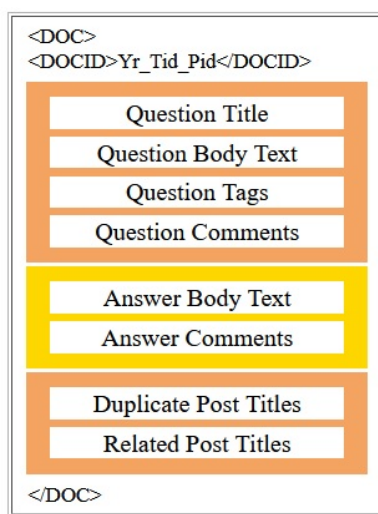 <DOC>
<DOCID>Yr_Tid_Pid</DOCID>
Question Title
Question Body Text
Question Tags
Question Comments
Answer Body Text
Answer Comments
Duplicate Post Titles
Related Post Titles
</DOC>